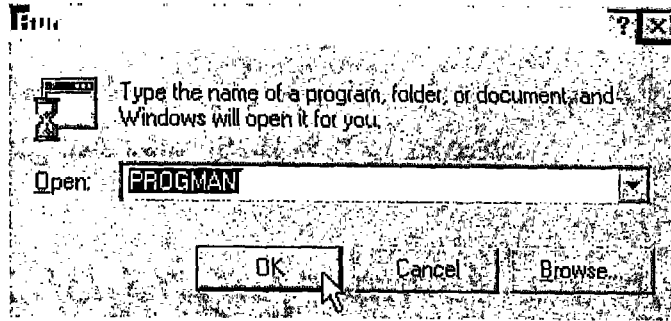 Type the name of a program, folder, or document, and
Windows will open it for you.
Open: PROGMAN
OK Cancel Browse...